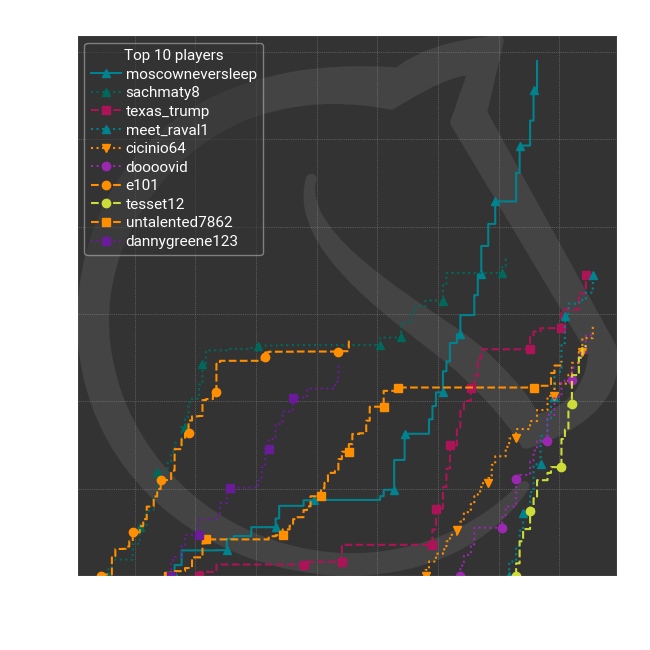 Top 10 players
moscowneversleep
sachmaty8
texas_trump
meet_raval1
cicinio64
doooovid
e101
tesset12
untalented7862
dannygreene123